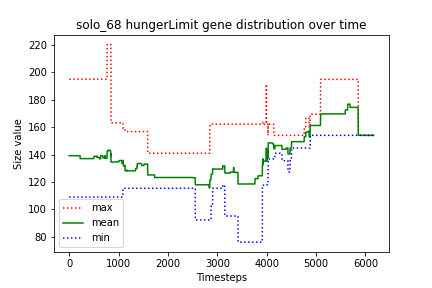 solo_68 hungerLimit gene distribution over time
Size value
220
200
180
160
140
120
100
80
max
mean
min
0 1000 2000 3000 4000 5000 6000
Timesteps